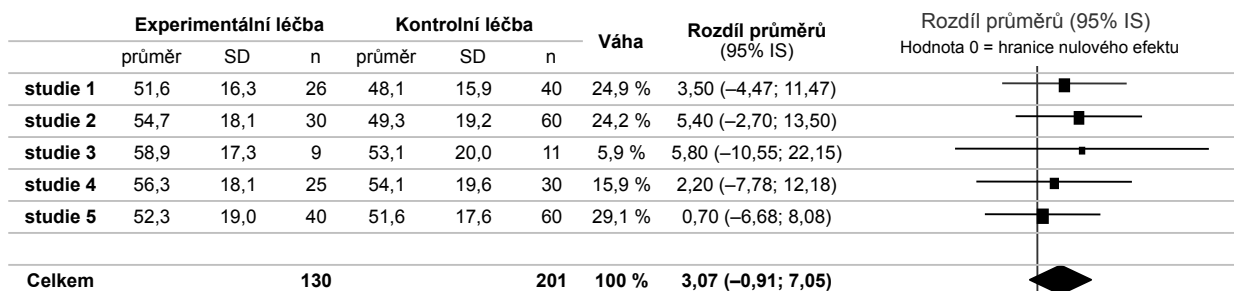 Experimentální léčba Kontrolní léčba Váha Rozdíl průměrů (95% IS) Rozdíl průměrů (95% IS)
Hodnota 0 = hranice nulového efektu
průměr SD n průměr SD n
studie 1 51,6 16,3 26 48,1 15,9 40 24,9 % 3,50 (–4,47; 11,47)
studie 2 54,7 18,1 30 49,3 19,2 60 24,2 % 5,40 (–2,70; 13,50)
studie 3 58,9 17,3 9 53,1 20,0 11 5,9 % 5,80 (–10,55; 22,15)
studie 4 56,3 18,1 25 54,1 19,6 30 15,9 % 2,20 (–7,78; 12,18)
studie 5 52,3 19,0 40 51,6 17,6 60 29,1 % 0,70 (–6,68; 8,08)
Celkem 130 201 100 % 3,07 (–0,91; 7,05)